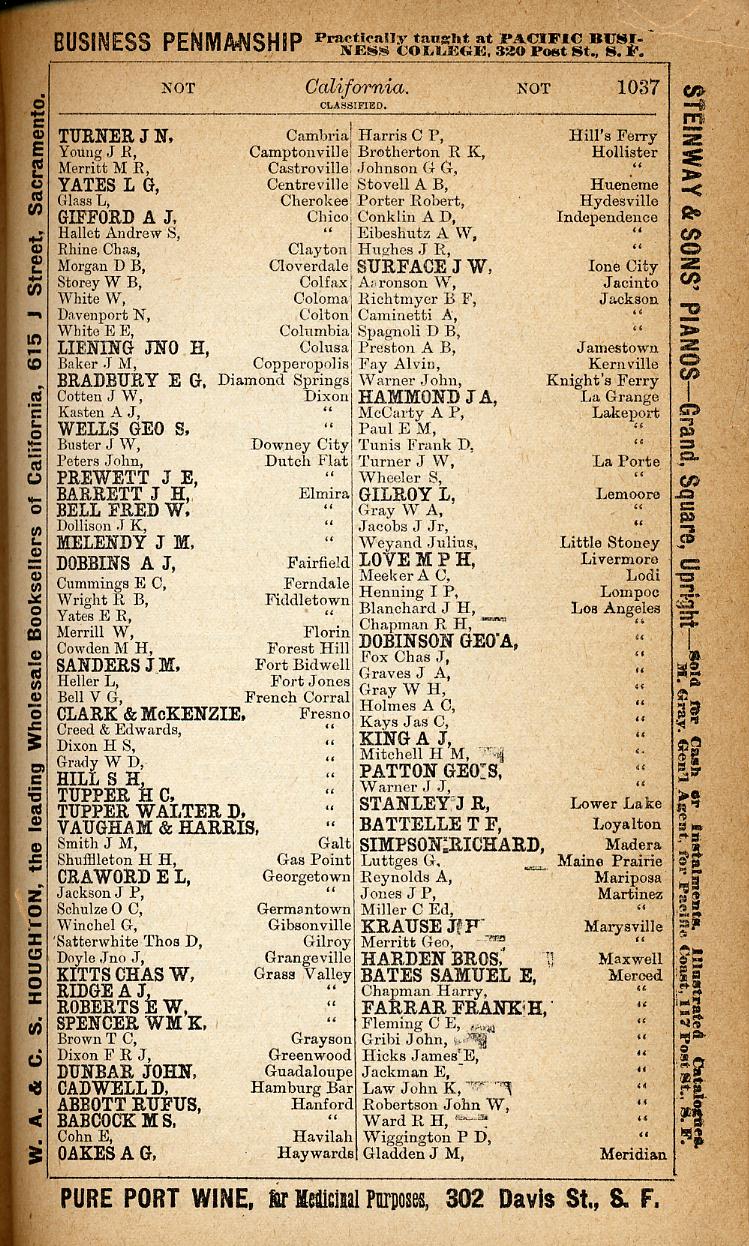 BUSINESS PENMANSHIP Practically taught at PACIFIC BUSI-
NESS COLLEGE, 320 Post St., S. F.
NOT California. NOT 1037
CLASSIFIED.
TURNER J N, Cambria
Young J R, Camptonville
Merritt M R, Castroville
YATES L G, Centreville
Glass L, Cherokee
GIFFORD A J, Chico
Hallet Andrew S, "
Rhine Chas, Clayton
Morgan D B, Cloverdale
Storey W B, Colfax
White W, Coloma
Davenport N, Colton
White E E, Columbia
LIENING JNO H, Colusa
Baker J M, Copperopolis
BRADBURY E G, Diamond Springs
Cotten J W, Dixon
Kasten A J, "
WELLS GEO S, "
Buster J W, Downey City
Peters John, Dutch Flat
PREWETT J E, "
BARRETT J H, Elmira
BELL FRED W. "
Dollison J K, "
MELENDY J M, "
DOBBINS A J, Fairfield
Cummings E C, Ferndale
Wright R B, Fiddletown
Yates E R, "
Merrill W, Florin
Cowden M H, Forest Hill
SANDERS J M. Fort Bidwell
Heller L, Fort Jones
Bell V G, French Corral
CLARK & McKENZIE, Fresno
Creed & Edwards, "
Dixon H S, "
Grady W D, "
HILL S H, "
TUPPER H C, "
TUPPER WALTER D, "
VAUGHAM & HARRIS, "
Smith J M, Galt
Shuffleton H H, Gas Point
CRAWORD E L, Georgetown
Jackson J P, "
Schulze O C, Germantown
Winchel G, Gibsonville
Satterwhite Thos D, Gilroy
Doyle Jno J, Grangeville
KITTS CHAS W, Grass Valley
RIDGE A J, "
ROBERTS E W, "
SPENCER WM K, "
Brown T C, Grayson
Dixon F R J, Greenwood
DUNBAR JOHN, Guadaloupe
CADWELL D, Hamburg Bar
ABBOTT RUFUS, Hanford
BABCOCK M S, "
Cohn E, Havilah
OAKES A G, Haywards
Harris C P, Hill's Ferry
Brotherton R K, Hollister
Johnson G G, "
Stovell A B, Hueneme
Porter Robert, Hydesville
Conklin A D, Independence
Eibeshutz A W, "
Hughes J R, "
SURFACE J W, Ione City
Aaronson W, Jacinto
Richtmyer B F, Jackson
Caminetti A, "
Spagnoli D B, "
Preston A B, Jamestown
Fay Alvin, Kernville
Warner John, Knight's Ferry
HAMMOND J A, La Grange
McCarty A P, Lakeport
Paul E M, "
Tunis Frank D, "
Turner J W, La Porte
Wheeler S, "
GILROY L, Lemoore
Gray W A, "
Jacobs J Jr, "
Weyand Julius, Little Stoney
LOVE M P H, Livermore
Meeker A C, Lodi
Henning I P, Lompoc
Blanchard J H, Los Angeles
Chapman R H, "
DOBINSON GEO A, "
Fox Chas J, "
Graves J A, "
Gray W H, "
Holmes A C, "
Kays Jas C, "
KING A J, "
Mitchell H M, "
PATTON GEO S, "
Warner J J, "
STANLEY J R, Lower Lake
BATTELLE T F, Loyalton
SIMPSON RICHARD, Madera
Luttges G, Maine Prairie
Reynolds A, Mariposa
Jones J P, Martinez
Miller C Ed, "
KRAUSE J F Marysville
Merritt Geo, "
HARDEN BROS, Maxwell
BATES SAMUEL E, Merced
Chapman Harry, "
FARRAR FRANK H, "
Fleming C E, "
Gribi John, "
Hicks James E, "
Jackman E, "
Law John K, "
Robertson John W, "
Ward R H, "
Wiggington P D, "
Gladden J M, Meridian
PURE PORT WINE, for Medicinal Purposes, 302 Davis St., S. F.
W. A. & C. S. HOUGHTON, the leading Wholesale Booksellers of California, 615 J Street, Sacramento.
STEINWAY & SONS' PIANOS—Grand, Square, Upright—Sold for Cash or Instalments. Illustrated Catalogues.
M. Gray. Gen'l Agent, for Pacific Coast, 117 Post St., S. F.